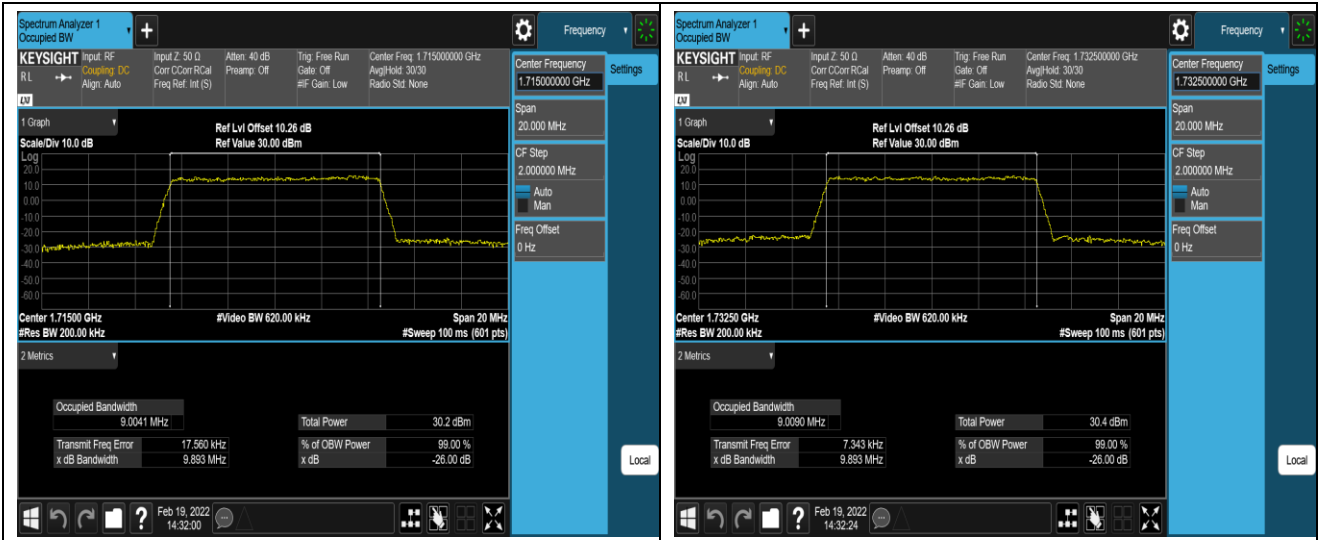 Spectrum Analyzer 1
Occupied BW
Frequency
KEYSIGHT
Input: RF
Input Z: 50 Ω
Atten: 40 dB
Trig: Free Run
Center Freq: 1.715000000 GHz
RL
Coupling: DC
Corr CCorr RCal
Preamp: Off
Gate: Off
Avg|Hold: 30/30
Align: Auto
Freq Ref: Int (S)
#IF Gain: Low
Radio Std: None
LXI
Center Frequency
1.715000000 GHz
Settings
Span
20.000 MHz
CF Step
2.000000 MHz
Auto
Man
Freq Offset
0 Hz
1 Graph
Ref Lvl Offset 10.26 dB
Scale/Div 10.0 dB
Ref Value 30.00 dBm
Log
20.0
10.0
0.00
-10.0
-20.0
-30.0
-40.0
-50.0
-60.0
Center 1.71500 GHz
#Video BW 620.00 kHz
Span 20 MHz
#Res BW 200.00 kHz
#Sweep 100 ms (601 pts)
2 Metrics
Occupied Bandwidth
9.0041 MHz
Total Power 30.2 dBm
Transmit Freq Error 17.560 kHz
% of OBW Power 99.00 %
x dB Bandwidth 9.893 MHz
x dB -26.00 dB
Local
?
Feb 19, 2022
14:32:00
Spectrum Analyzer 1
Occupied BW
Frequency
KEYSIGHT
Input: RF
Input Z: 50 Ω
Atten: 40 dB
Trig: Free Run
Center Freq: 1.732500000 GHz
RL
Coupling: DC
Corr CCorr RCal
Preamp: Off
Gate: Off
Avg|Hold: 30/30
Align: Auto
Freq Ref: Int (S)
#IF Gain: Low
Radio Std: None
LXI
Center Frequency
1.732500000 GHz
Settings
Span
20.000 MHz
CF Step
2.000000 MHz
Auto
Man
Freq Offset
0 Hz
1 Graph
Ref Lvl Offset 10.26 dB
Scale/Div 10.0 dB
Ref Value 30.00 dBm
Log
20.0
10.0
0.00
-10.0
-20.0
-30.0
-40.0
-50.0
-60.0
Center 1.73250 GHz
#Video BW 620.00 kHz
Span 20 MHz
#Res BW 200.00 kHz
#Sweep 100 ms (601 pts)
2 Metrics
Occupied Bandwidth
9.0090 MHz
Total Power 30.4 dBm
Transmit Freq Error 7.343 kHz
% of OBW Power 99.00 %
x dB Bandwidth 9.893 MHz
x dB -26.00 dB
Local
?
Feb 19, 2022
14:32:24